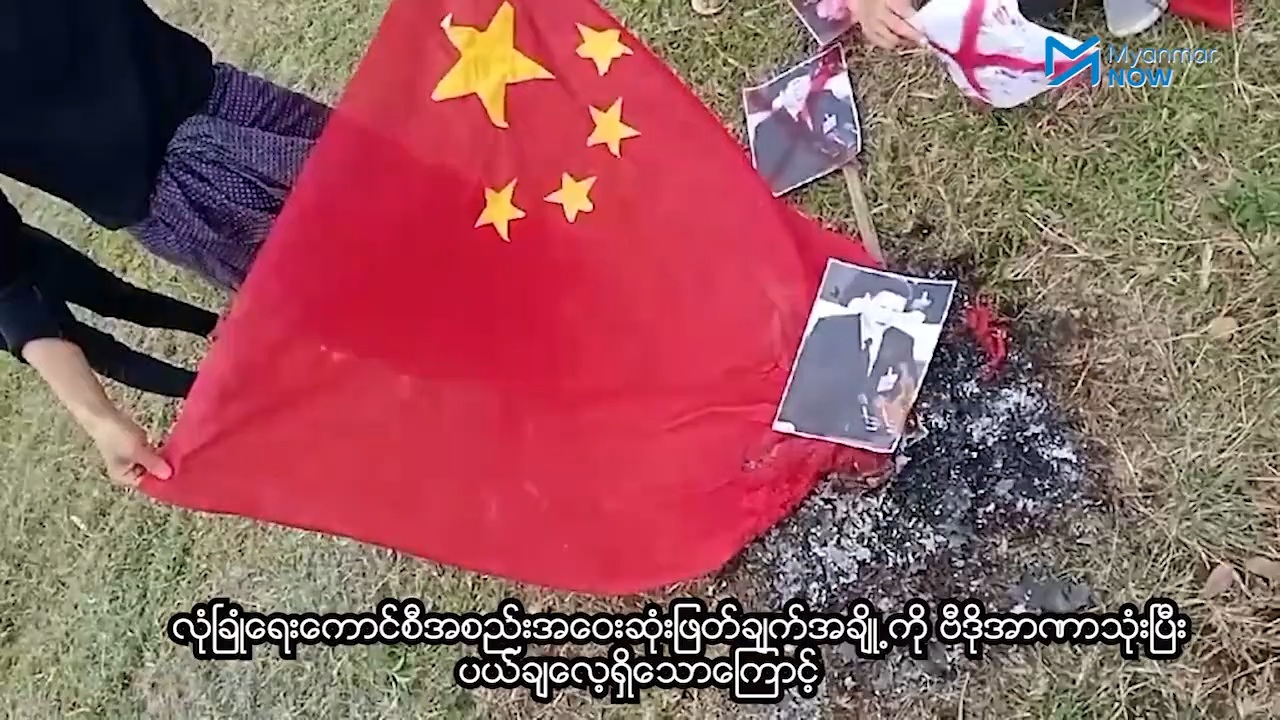 Myanmar
NOW
လုံခြုံရေးကောင်စီအစည်းအဝေးဆုံးဖြတ်ချက်အချို့ကို ဗီဒိုအာဏာသုံးပြီး
ပယ်ချလေ့ရှိသောကြောင့်